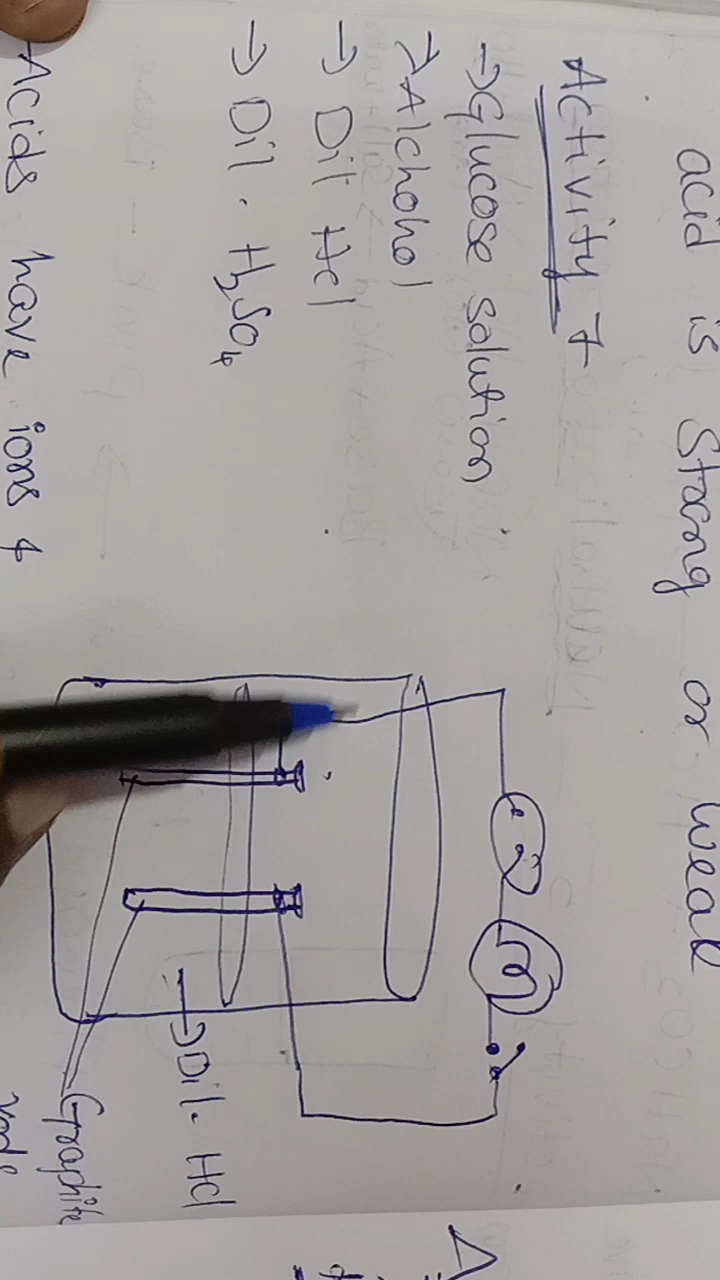 acid is Strong or weak
Activity 7
→ Glucose solution
→ Alchohol
→ Dil HCl
→ Dil. H₂SO₄
Acids have ions &
→ Dil. HCl
Graphite
rods